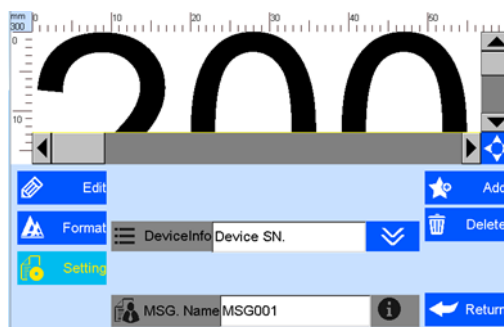 mm 0 10 20 30 40 50
300
0
200
10
Edit
Add
Format
DeviceInfo Device SN.
Delete
Setting
MSG. Name MSG001
Return